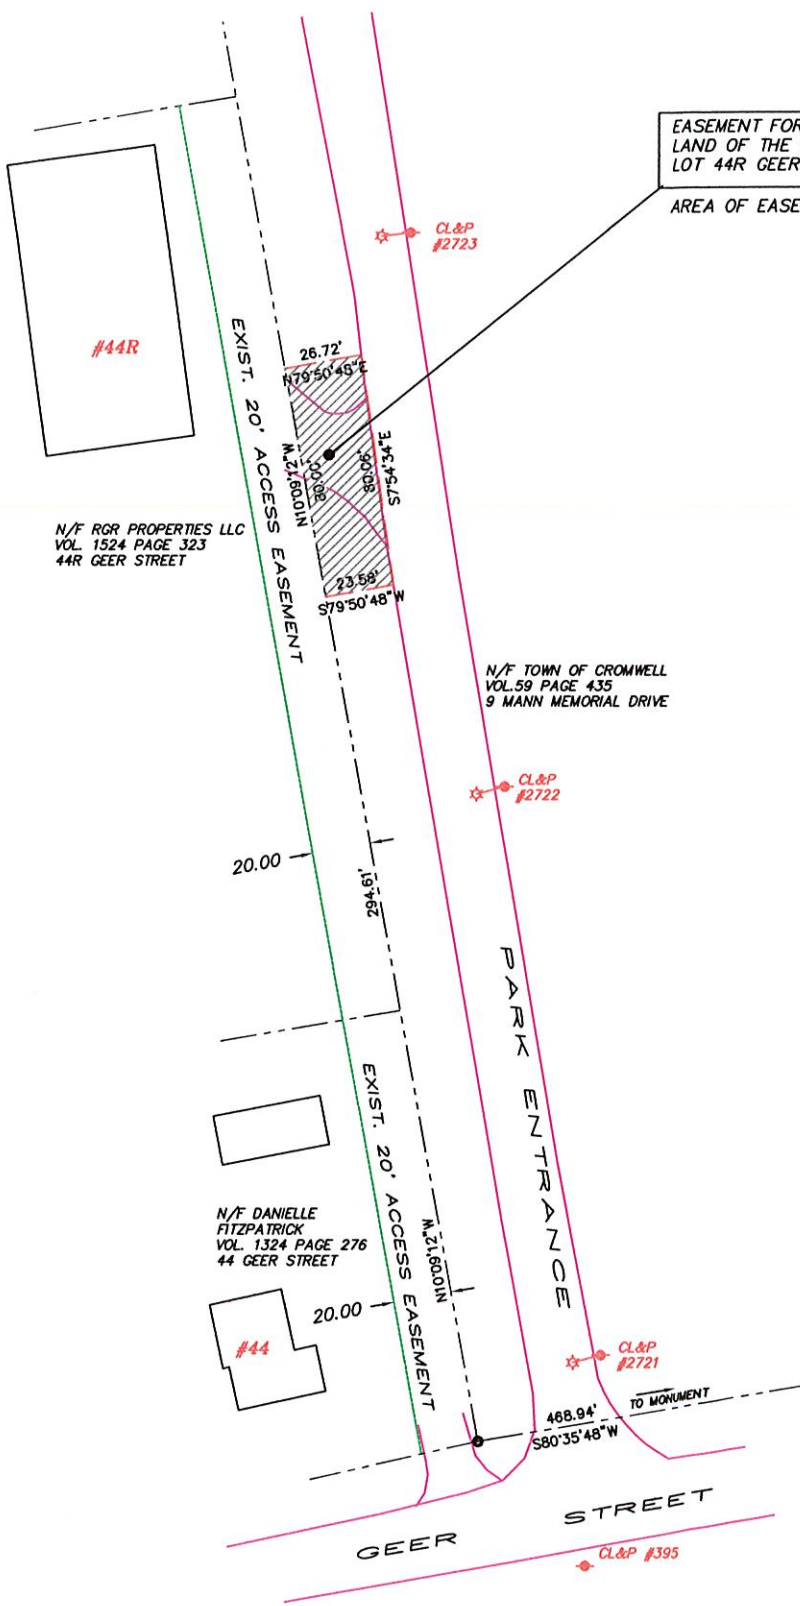 EASEMENT FOR
LAND OF THE
LOT 44R GEER
AREA OF EASE
CL&P
#2723
#44R
EXIST. 20' ACCESS EASEMENT
26.72'
N79°50'48"E
N10°09'12"W
80.00'
80.06'
S7°54'34"E
23.58'
S79°50'48"W
N/F RGR PROPERTIES LLC
VOL. 1524 PAGE 323
44R GEER STREET
N/F TOWN OF CROMWELL
VOL.59 PAGE 435
9 MANN MEMORIAL DRIVE
CL&P
#2722
20.00
294.61'
PARK ENTRANCE
EXIST. 20' ACCESS EASEMENT
N10°09'12"W
N/F DANIELLE
FITZPATRICK
VOL. 1324 PAGE 276
44 GEER STREET
20.00
#44
CL&P
#2721
468.94'
TO MONUMENT
S80°35'48"W
GEER STREET
CL&P #395